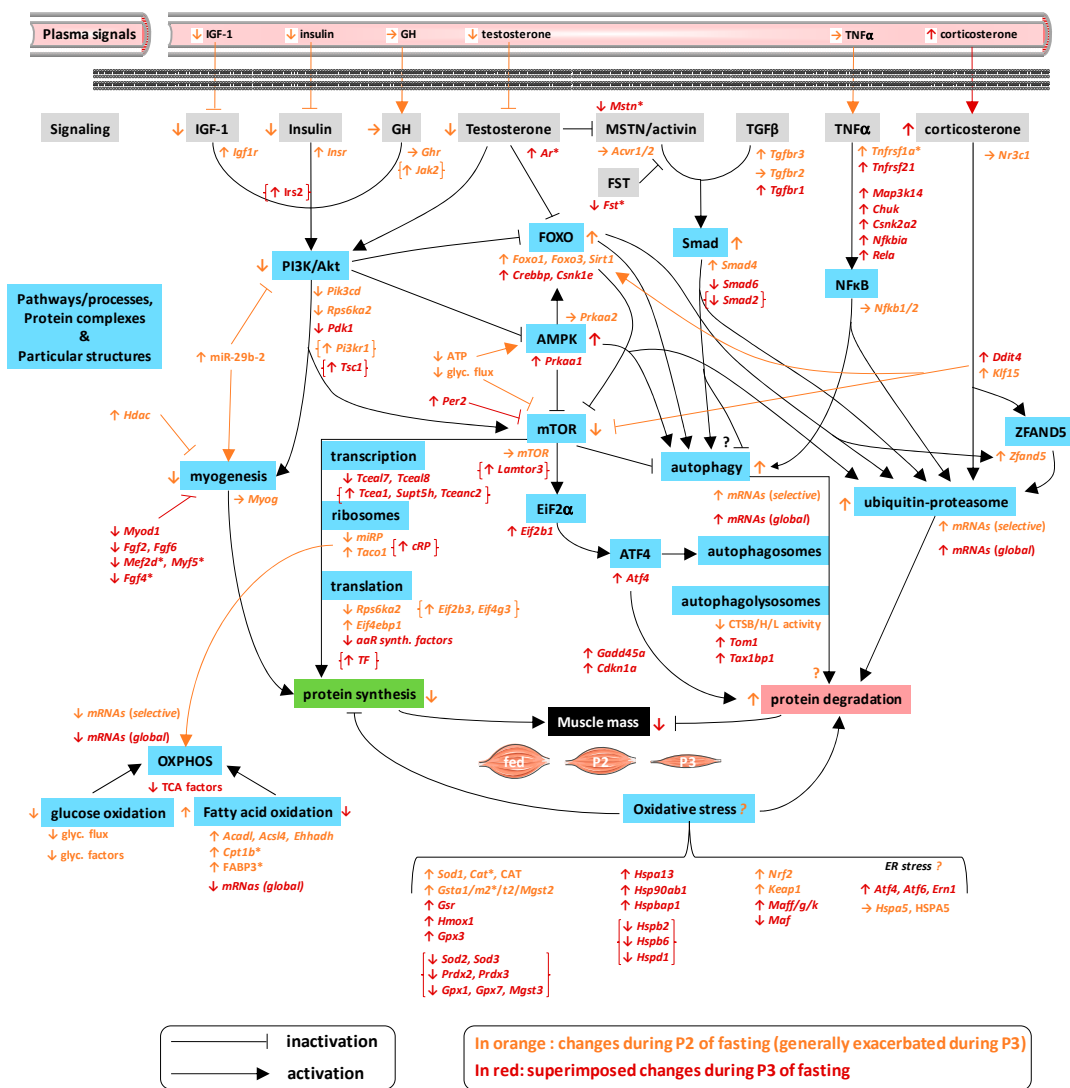 Plasma signals
↓ IGF-1
↓ insulin
→ GH
↓ testosterone
→ TNFα
↑ corticosterone
Signaling
↓ IGF-1
↑ Igf1r
↓ Insulin
↑ Insr
→ GH
→ Ghr
{↑ Jak2}
↓ Testosterone
↑ Ar*
↓ Mstn*
MSTN/activin
→ Acvr1/2
FST
↓ Fst*
TGFβ
↑ Tgfbr3
→ Tgfbr2
↑ Tgfbr1
TNFα
↑ Tnfrsf1a*
↑ Tnfrsf21
↑ Map3k14
↑ Chuk
↑ Csnk2a2
↑ Nfkbia
↑ Rela
↑ corticosterone
→ Nr3c1
{↑ Irs2}
↓ PI3K/Akt
↓ Pik3cd
↓ Rps6ka2
↓ Pdk1
{↑ Pi3kr1}
{↑ Tsc1}
FOXO ↑
↑ Foxo1, Foxo3, Sirt1
↑ Crebbp, Csnk1e
Smad ↑
↑ Smad4
↓ Smad6
{↓ Smad2}
NFκB
→ Nfkb1/2
Pathways/processes,
Protein complexes
&
Particular structures
→ Prkaa2
AMPK ↑
↑ Prkaa1
↑ miR-29b-2
↓ ATP
↓ glyc. flux
↑ Ddit4
↑ Klf15
↑ Hdac
↑ Per2
mTOR ↓
→ mTOR
{↑ Lamtor3}
?
ZFAND5
↑ Zfand5
↓ myogenesis
→ Myog
↓ Myod1
↓ Fgf2, Fgf6
↓ Mef2d*, Myf5*
↓ Fgf4*
transcription
↓ Tceal7, Tceal8
{↑ Tcea1, Supt5h, Tceanc2}
ribosomes
↓ miRP
↑ Taco1
{↑ cRP}
translation
↓ Rps6ka2
{↑ Eif2b3, Eif4g3}
↑ Eif4ebp1
↓ aaR synth. factors
{↑ TF}
autophagy ↑
↑ mRNAs (selective)
↑ mRNAs (global)
↑ ubiquitin-proteasome
↑ mRNAs (selective)
↑ mRNAs (global)
EiF2α
↑ Eif2b1
ATF4
↑ Atf4
autophagosomes
autophagolysosomes
↓ CTSB/H/L activity
↑ Tom1
↑ Tax1bp1
↑ Gadd45a
↑ Cdkn1a
?
protein synthesis ↓
↑ protein degradation
Muscle mass ↓
fed
P2
P3
↓ mRNAs (selective)
↓ mRNAs (global)
OXPHOS
↓ TCA factors
↓ glucose oxidation
↓ glyc. flux
↓ glyc. factors
↑ Fatty acid oxidation ↓
↑ Acadl, Acsl4, Ehhadh
↑ Cpt1b*
↑ FABP3*
↓ mRNas (global)
Oxidative stress ?
↑ Sod1, Cat*, CAT
↑ Gsta1/m2*/t2/Mgst2
↑ Gsr
↑ Hmox1
↑ Gpx3
{↓ Sod2, Sod3
↓ Prdx2, Prdx3
↓ Gpx1, Gpx7, Mgst3}
↑ Hspa13
↑ Hsp90ab1
↑ Hspbap1
{↓ Hspb2
↓ Hspb6
↓ Hspd1}
↑ Nrf2
↑ Keap1
↑ Maff/g/k
↓ Maf
ER stress ?
↑ Atf4, Atf6, Ern1
→ Hspa5, HSPA5
inactivation
activation
In orange : changes during P2 of fasting (generally exacerbated during P3)
In red: superimposed changes during P3 of fasting